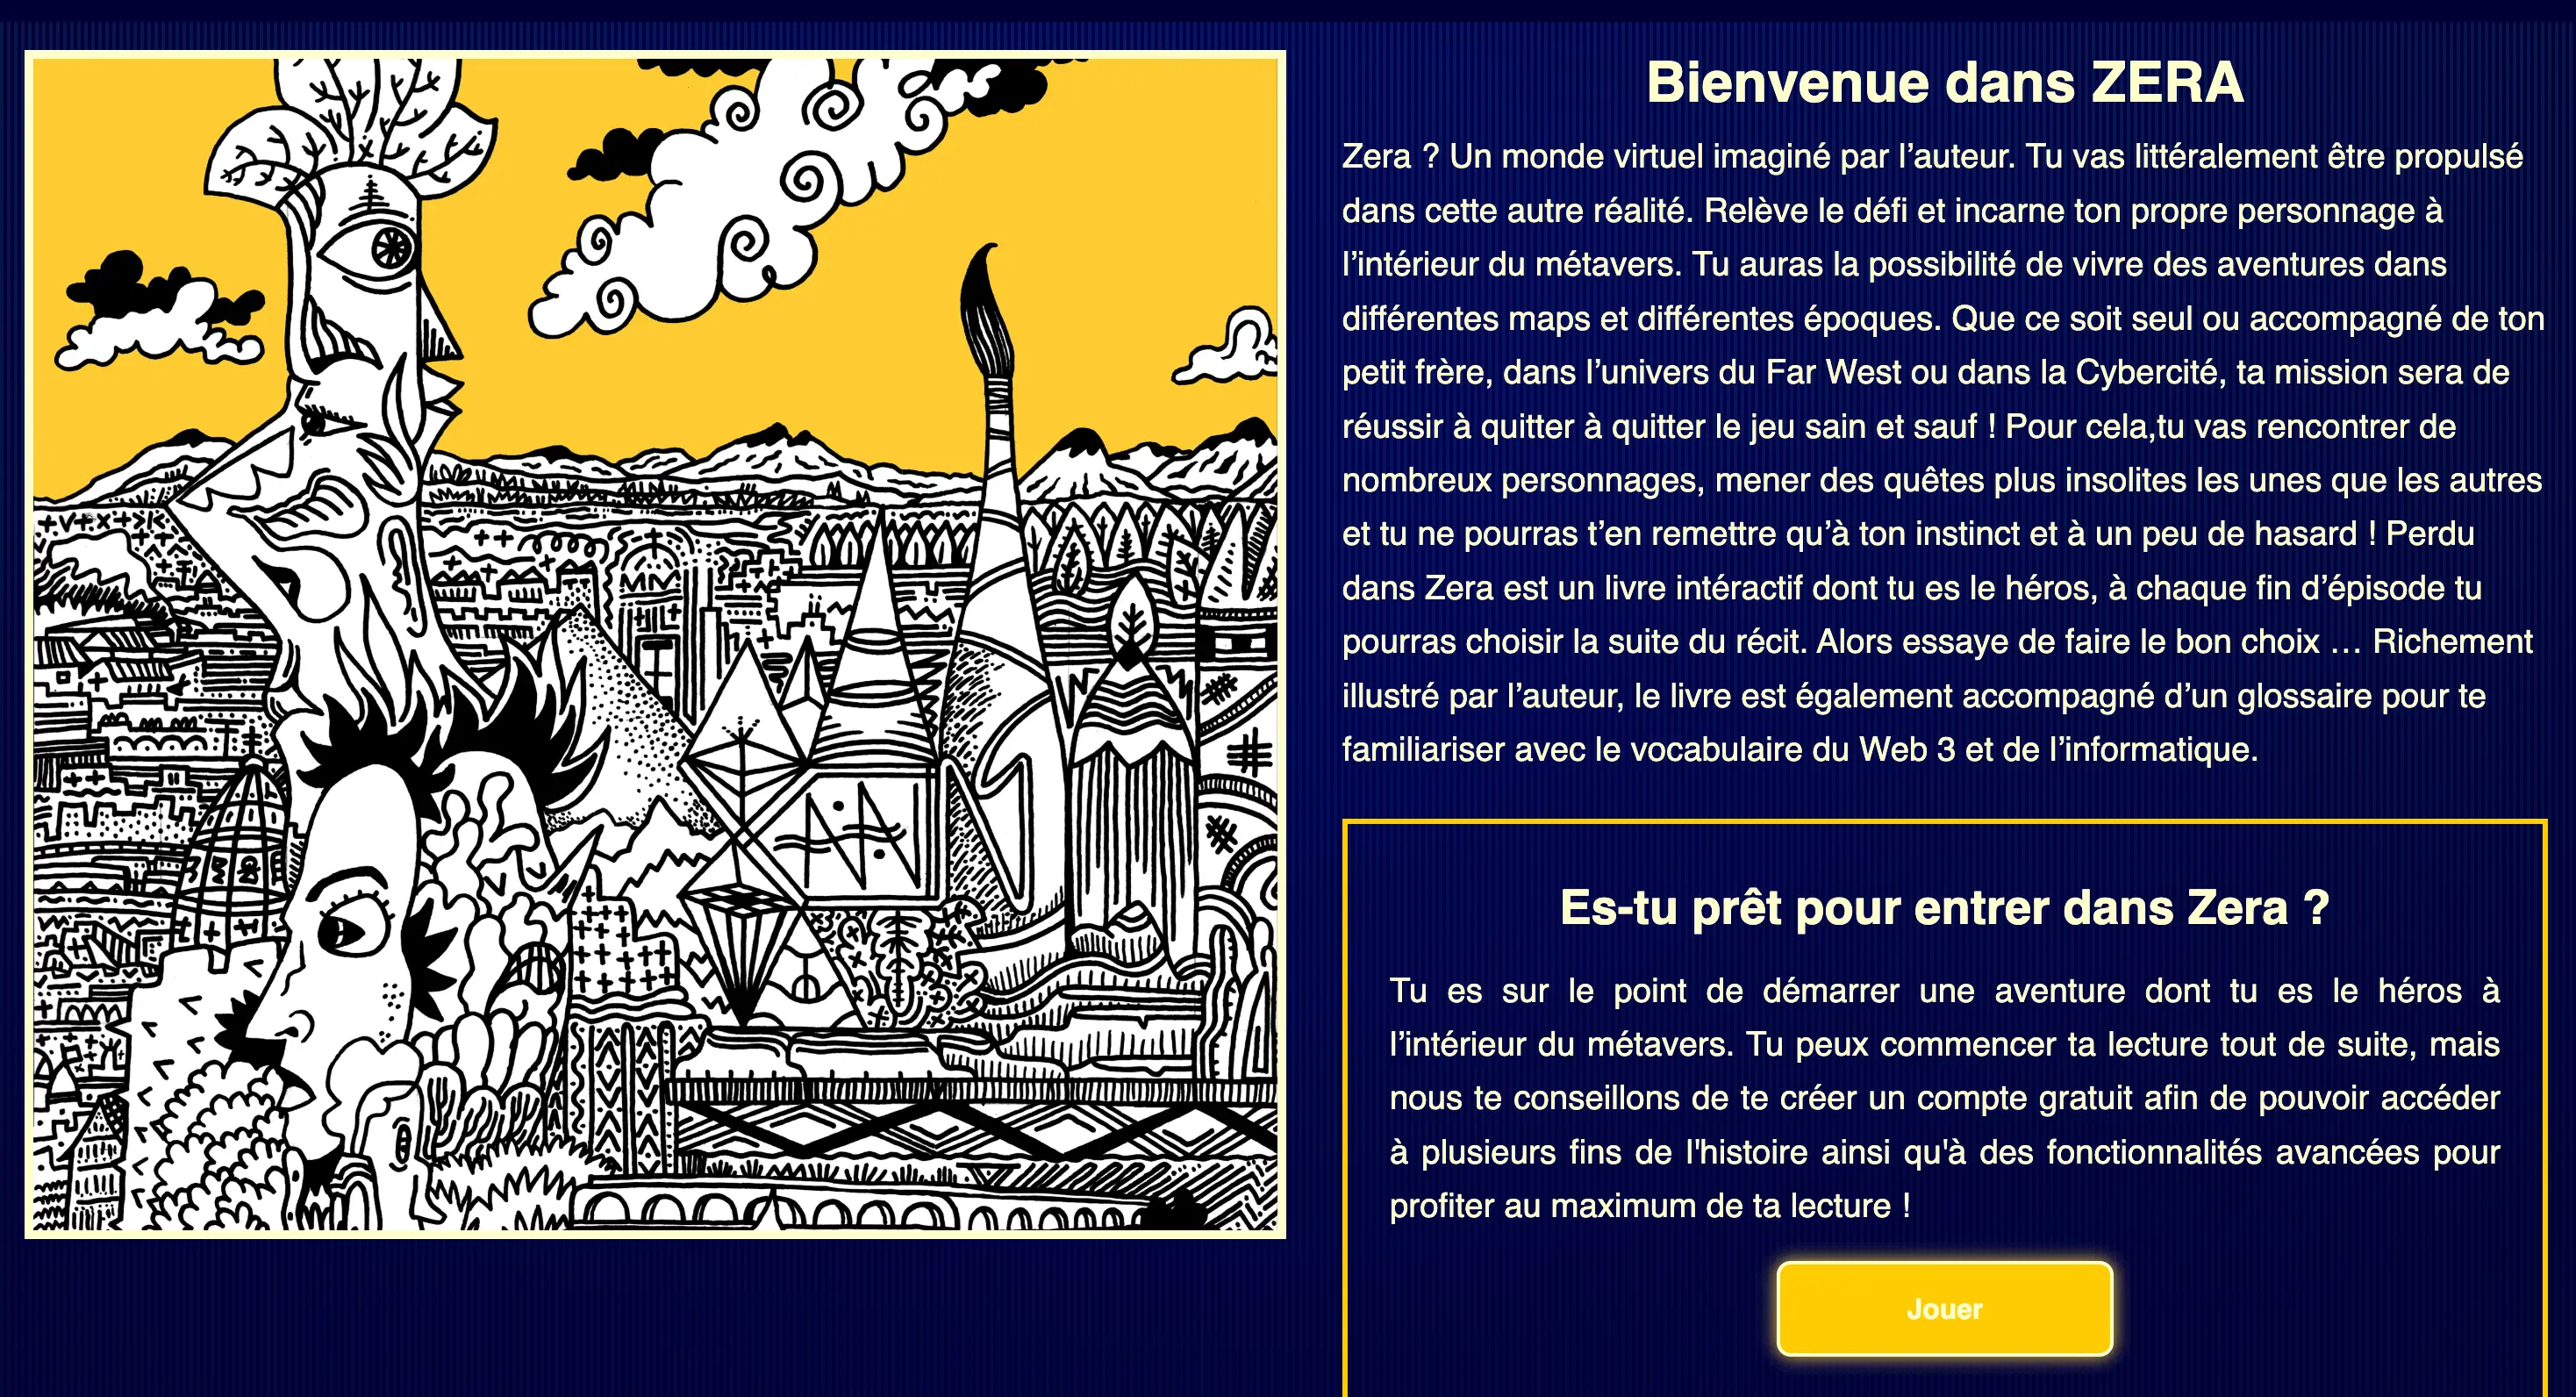 Bienvenue dans ZERA
Zera ? Un monde virtuel imaginé par l’auteur. Tu vas littéralement être propulsé
dans cette autre réalité. Relève le défi et incarne ton propre personnage à
l’intérieur du métavers. Tu auras la possibilité de vivre des aventures dans
différentes maps et différentes époques. Que ce soit seul ou accompagné de ton
petit frère, dans l’univers du Far West ou dans la Cybercité, ta mission sera de
réussir à quitter à quitter le jeu sain et sauf ! Pour cela,tu vas rencontrer de
nombreux personnages, mener des quêtes plus insolites les unes que les autres
et tu ne pourras t’en remettre qu’à ton instinct et à un peu de hasard ! Perdu
dans Zera est un livre intéractif dont tu es le héros, à chaque fin d’épisode tu
pourras choisir la suite du récit. Alors essaye de faire le bon choix … Richement
illustré par l’auteur, le livre est également accompagné d’un glossaire pour te
familiariser avec le vocabulaire du Web 3 et de l’informatique.
Es-tu prêt pour entrer dans Zera ?
Tu es sur le point de démarrer une aventure dont tu es le héros à
l’intérieur du métavers. Tu peux commencer ta lecture tout de suite, mais
nous te conseillons de te créer un compte gratuit afin de pouvoir accéder
à plusieurs fins de l'histoire ainsi qu'à des fonctionnalités avancées pour
profiter au maximum de ta lecture !
Jouer